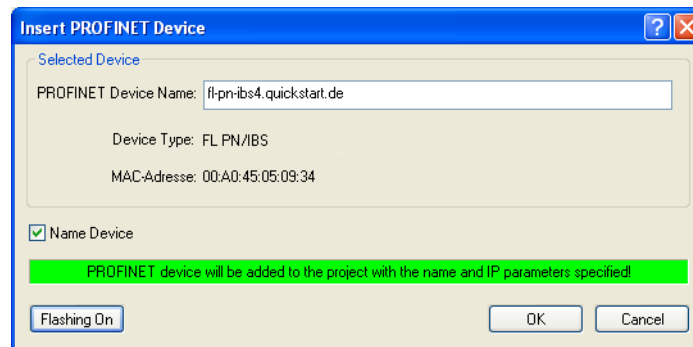 Insert PROFINET Device
Selected Device
PROFINET Device Name: fl-pn-ibs4.quickstart.de
Device Type: FL PN/IBS
MAC-Adresse: 00:A0:45:05:09:34
Name Device
PROFINET device will be added to the project with the name and IP parameters specified!
Flashing On OK Cancel